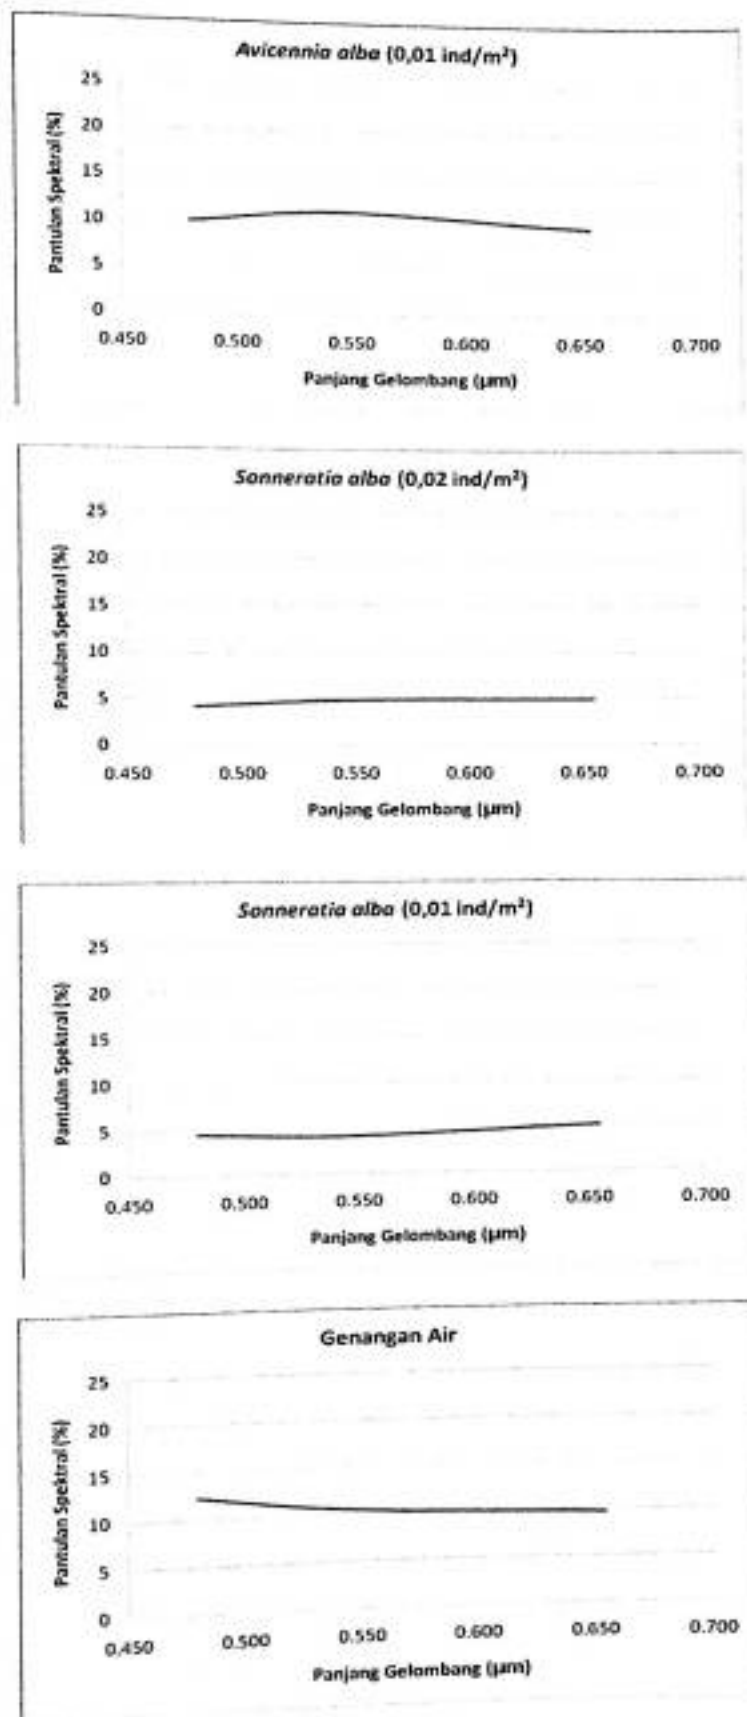 Avicennia alba (0,01 ind/m²)
Pantulan Spektral (%)
25
20
15
10
5
0
0.450 0.500 0.550 0.600 0.650 0.700
Panjang Gelombang (µm)
Sonneratia alba (0,02 ind/m²)
Pantulan Spektral (%)
25
20
15
10
5
0
0.450 0.500 0.550 0.600 0.650 0.700
Panjang Gelombang (µm)
Sonneratia alba (0,01 ind/m²)
Pantulan Spektral (%)
25
20
15
10
5
0
0.450 0.500 0.550 0.600 0.650 0.700
Panjang Gelombang (µm)
Genangan Air
Pantulan Spektral (%)
25
20
15
10
5
0
0.450 0.500 0.550 0.600 0.650 0.700
Panjang Gelombang (µm)